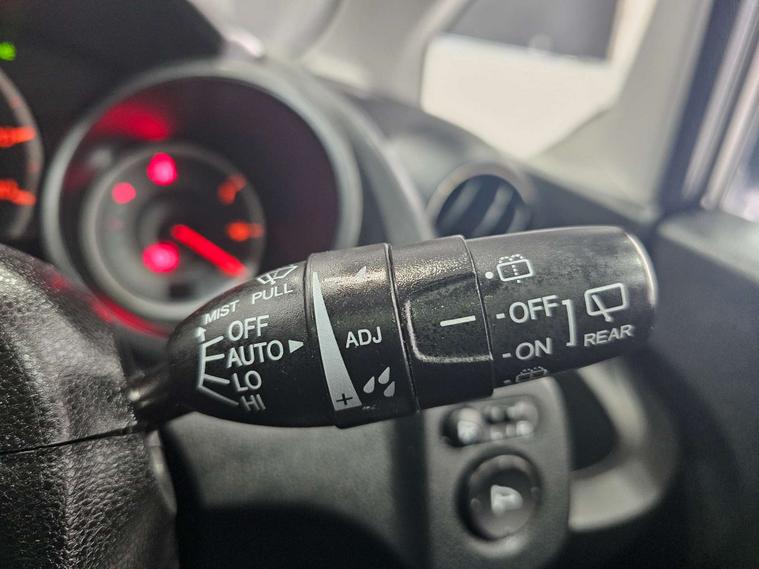 MIST PULL
OFF
AUTO
LO
HI
ADJ
+
OFF
ON
REAR